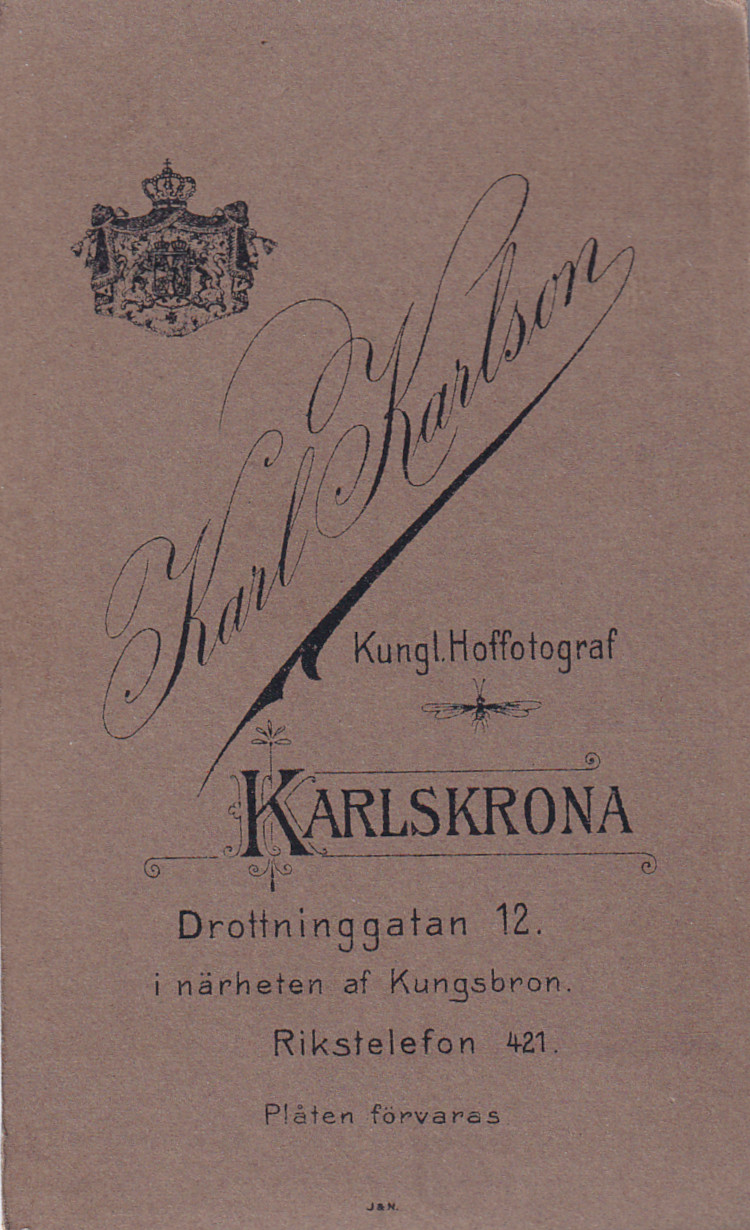 Karl Karlson
Kungl. Hoffotograf
KARLSKRONA
Drottninggatan 12.
i närheten af Kungsbron.
Rikstelefon 421.
Plåten förvaras
J&N.